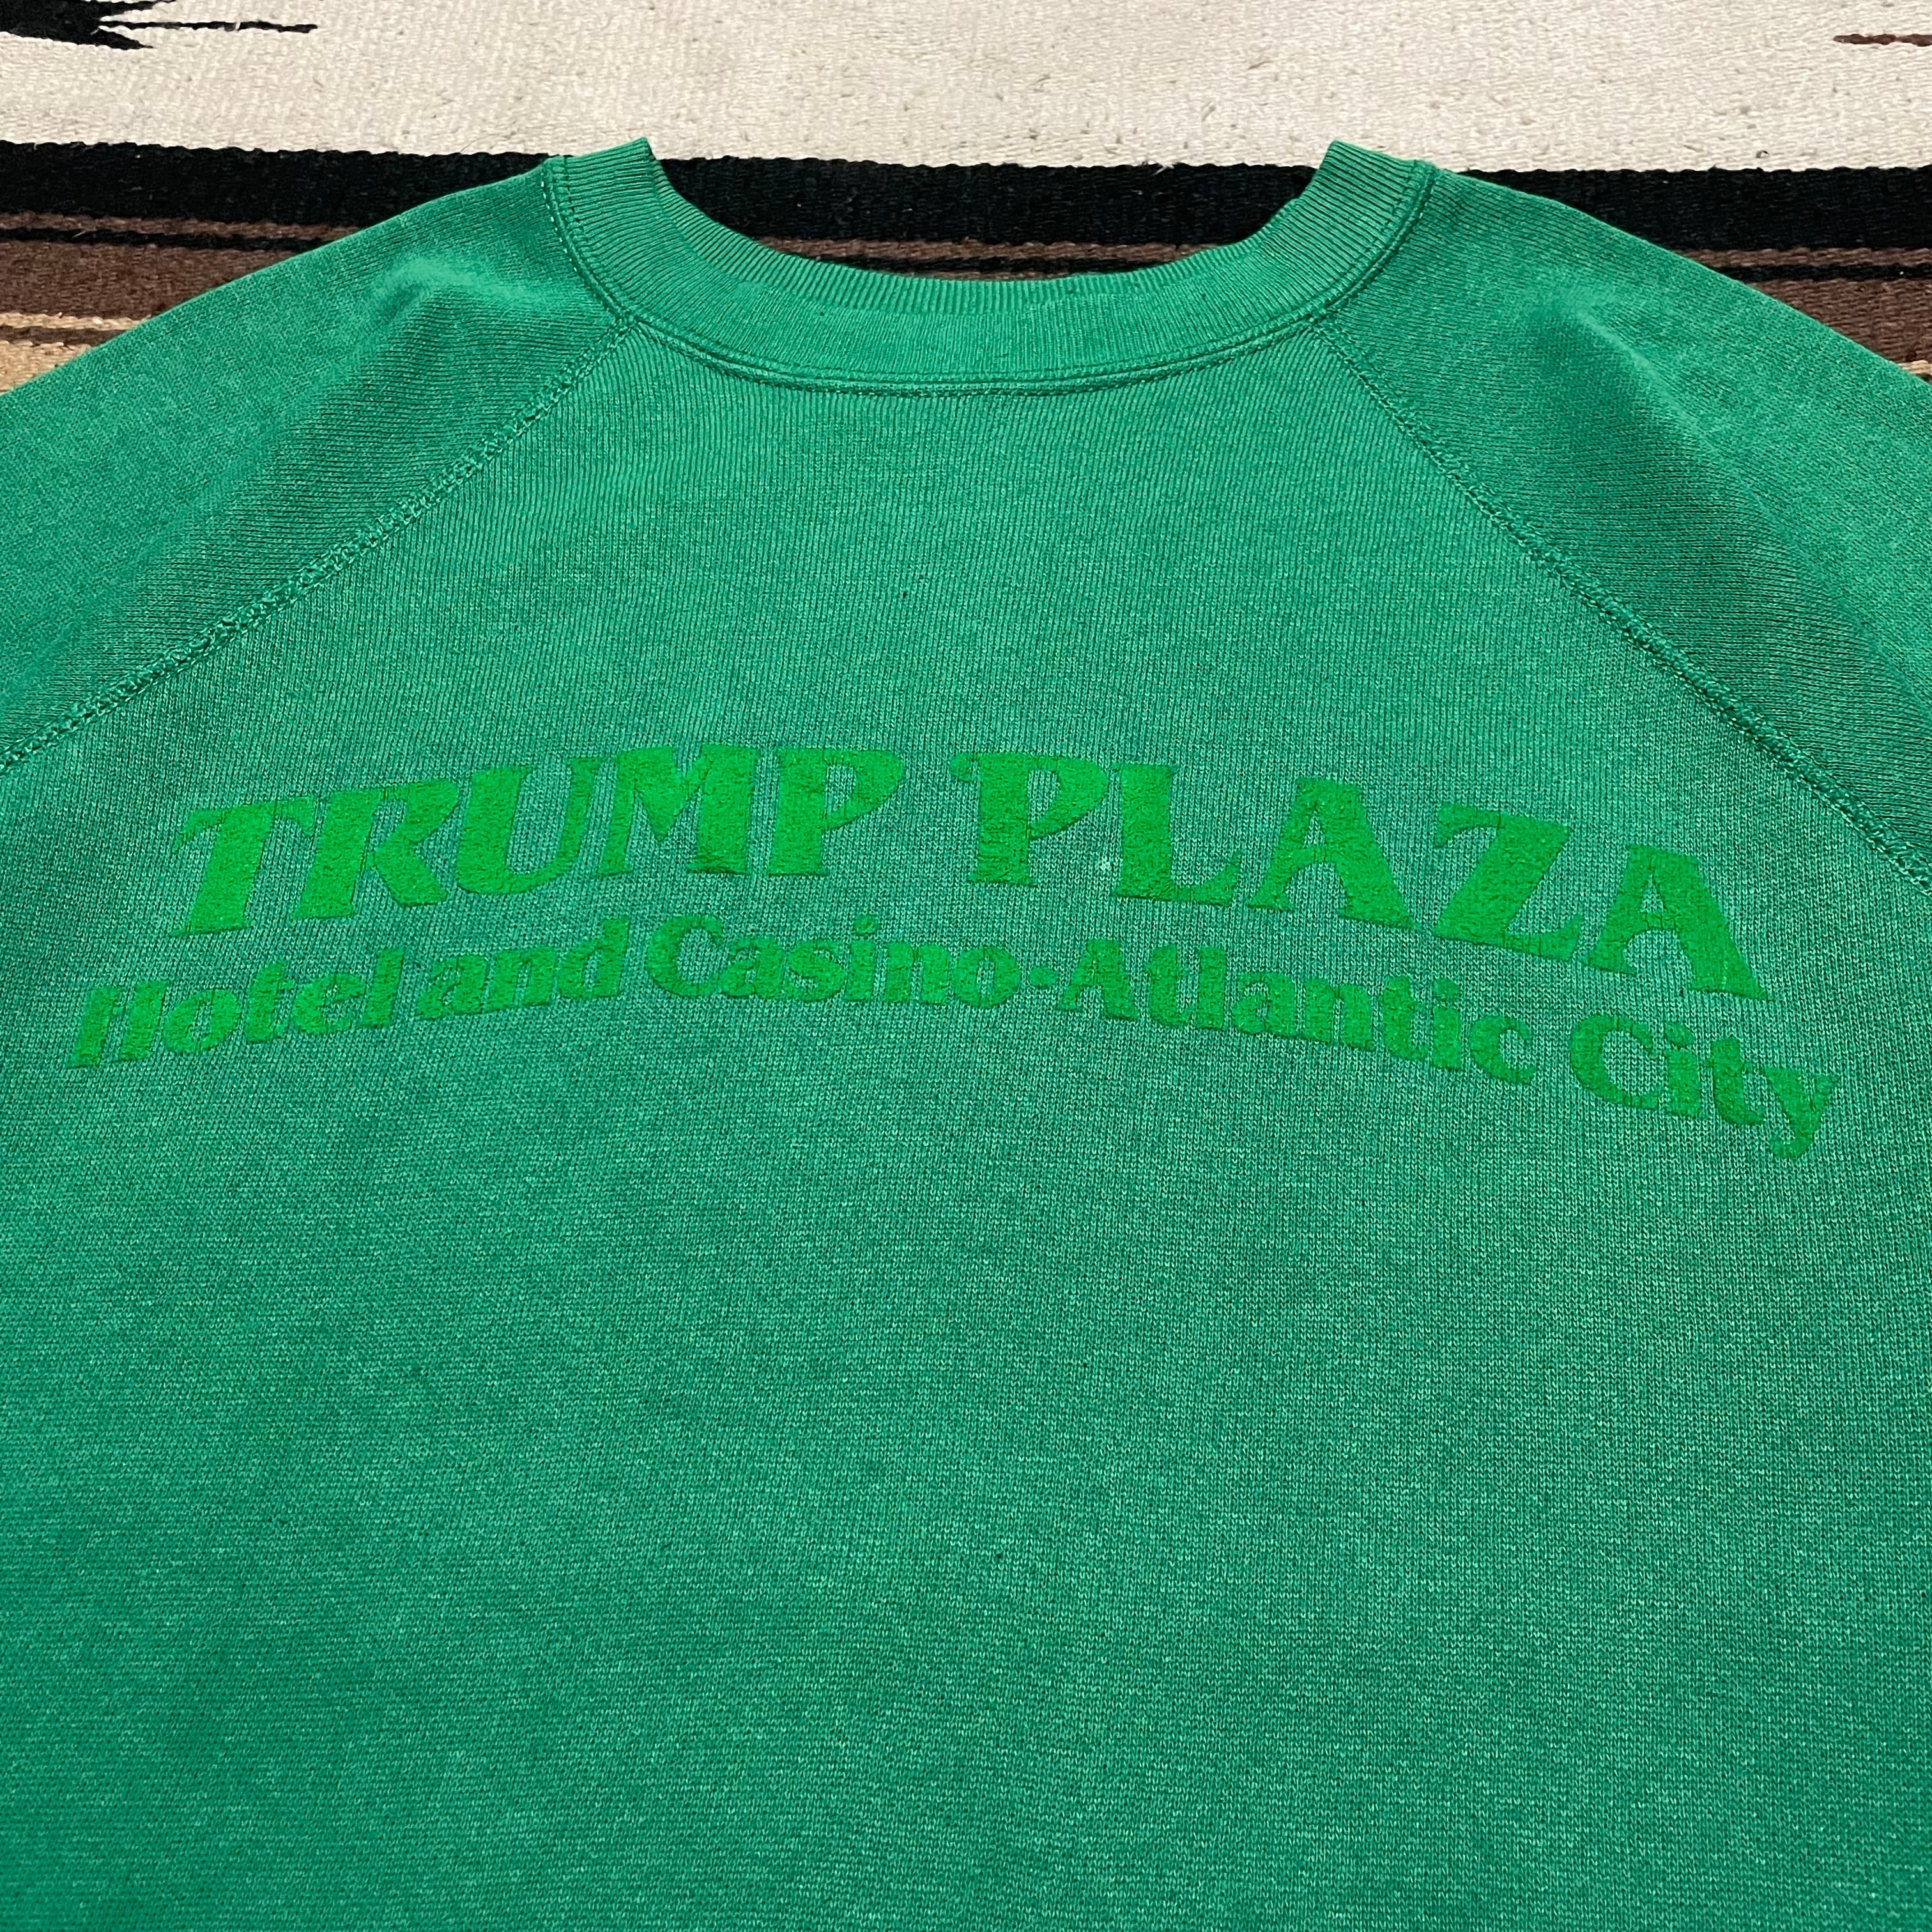 TRUMP PLAZA
Hotel and Casino·Atlantic City